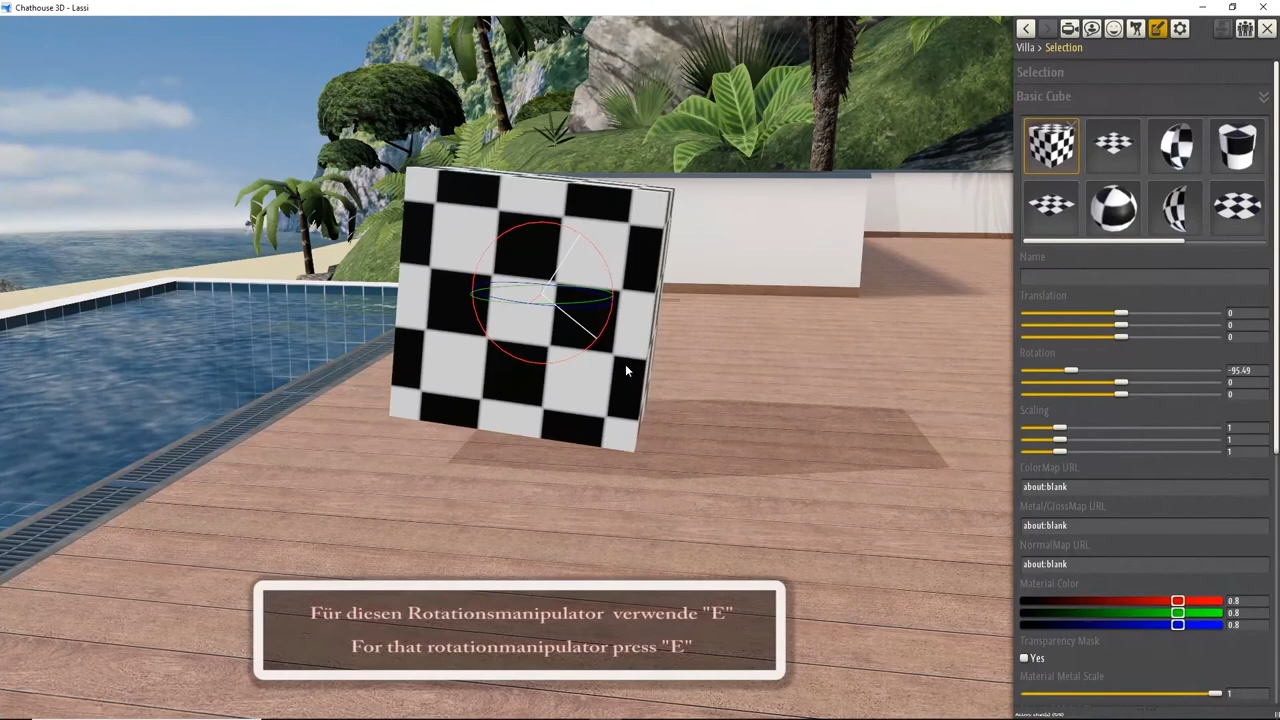 Chathouse 3D - Lassi
Villa > Selection
Selection
Basic Cube
Name
Translation
0
0
0
Rotation
-95.49
0
0
Scaling
1
1
1
ColorMap URL
about:blank
Metal/GlossMap URL
about:blank
NormalMap URL
about:blank
Material Color
0.8
0.8
0.8
Transparency Mask
Yes
Material Metal Scale
1
Für diesen Rotationsmanipulator verwende "E"
For that rotationmanipulator press "E"